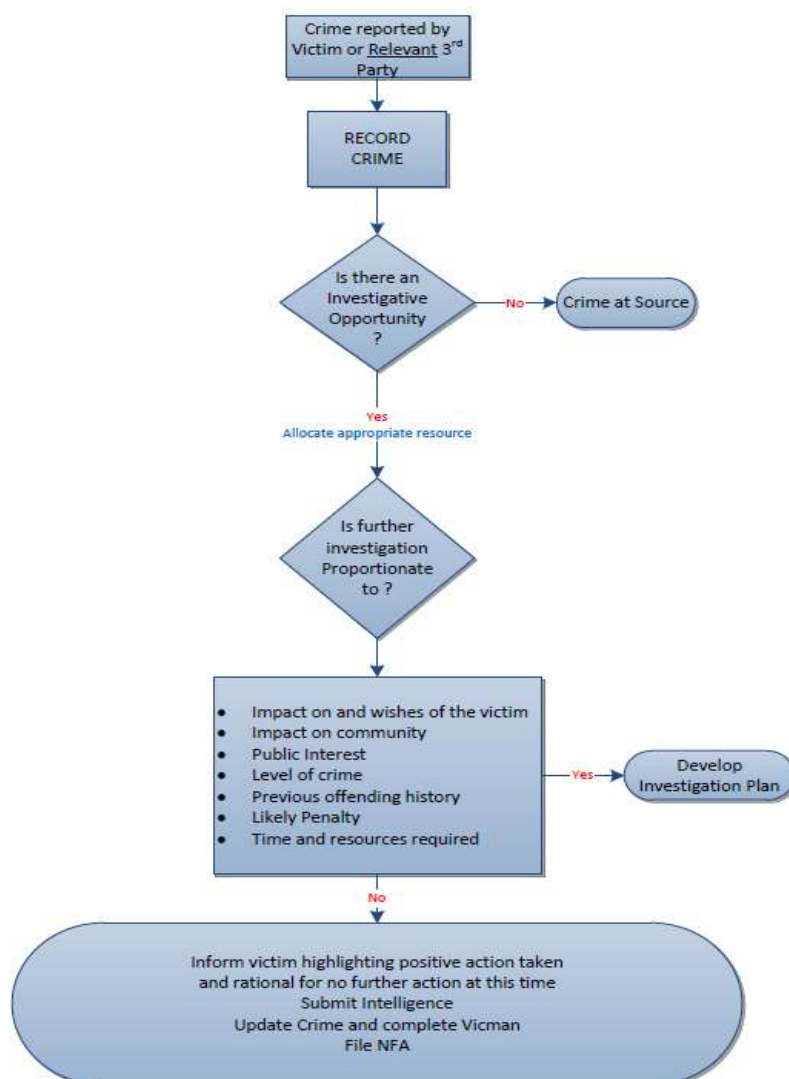 Crime reported by
Victim or Relevant 3rd
Party
RECORD
CRIME
Is there an
Investigative
Opportunity
?
No
Crime at Source
Yes
Allocate appropriate resource
Is further
investigation
Proportionate
to ?
• Impact on and wishes of the victim
• Impact on community
• Public Interest
• Level of crime
• Previous offending history
• Likely Penalty
• Time and resources required
Yes
Develop
Investigation Plan
No
Inform victim highlighting positive action taken
and rational for no further action at this time
Submit Intelligence
Update Crime and complete Vicman
File NFA